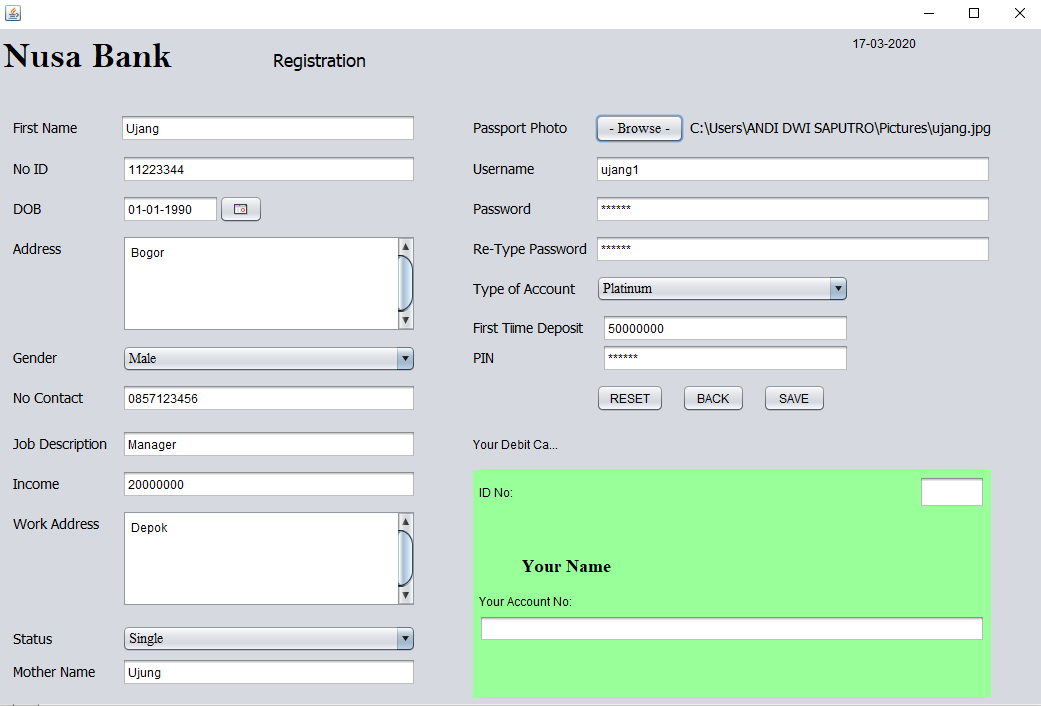 17-03-2020
Nusa Bank
Registration
First Name
Ujang
No ID
11223344
DOB
01-01-1990
Address
Bogor
Gender
Male
No Contact
0857123456
Job Description
Manager
Income
20000000
Work Address
Depok
Status
Single
Mother Name
Ujung
Passport Photo
- Browse -
C:\Users\ANDI DWI SAPUTRO\Pictures\ujang.jpg
Username
ujang1
Password
******
Re-Type Password
******
Type of Account
Platinum
First Tiime Deposit
50000000
PIN
******
RESET
BACK
SAVE
Your Debit Ca...
ID No:
Your Name
Your Account No: